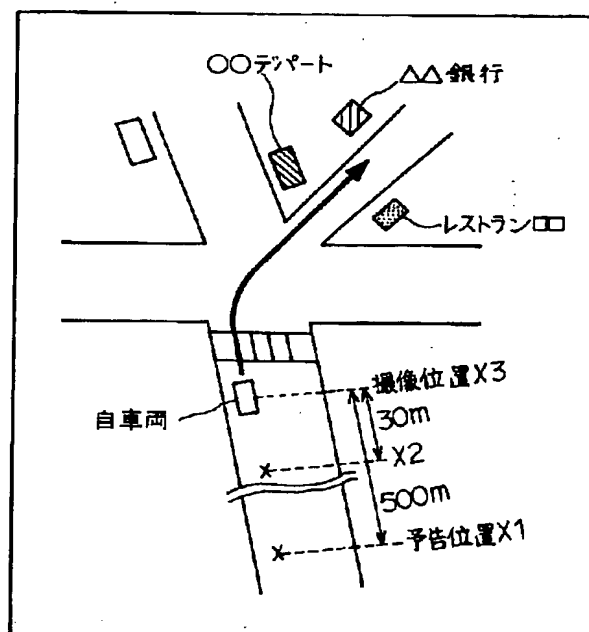 ○○デパート
△△銀行
レストラン□□
自車両
撮像位置X3
30m
X2
500m
予告位置X1